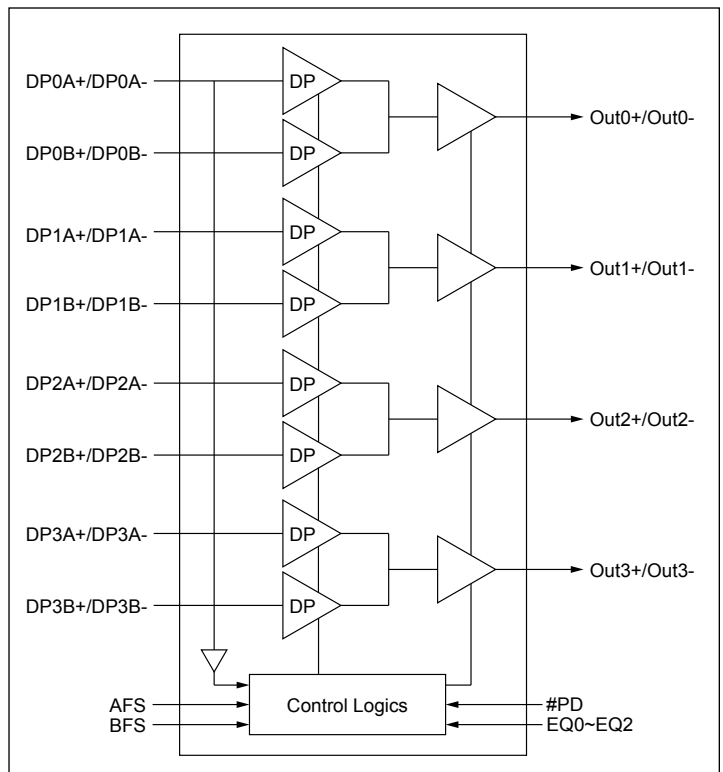 DP0A+/DP0A-
DP
Out0+/Out0-
DP0B+/DP0B-
DP
DP1A+/DP1A-
DP
Out1+/Out1-
DP1B+/DP1B-
DP
DP2A+/DP2A-
DP
Out2+/Out2-
DP2B+/DP2B-
DP
DP3A+/DP3A-
DP
Out3+/Out3-
DP3B+/DP3B-
DP
AFS
Control Logics
#PD
BFS
EQ0~EQ2